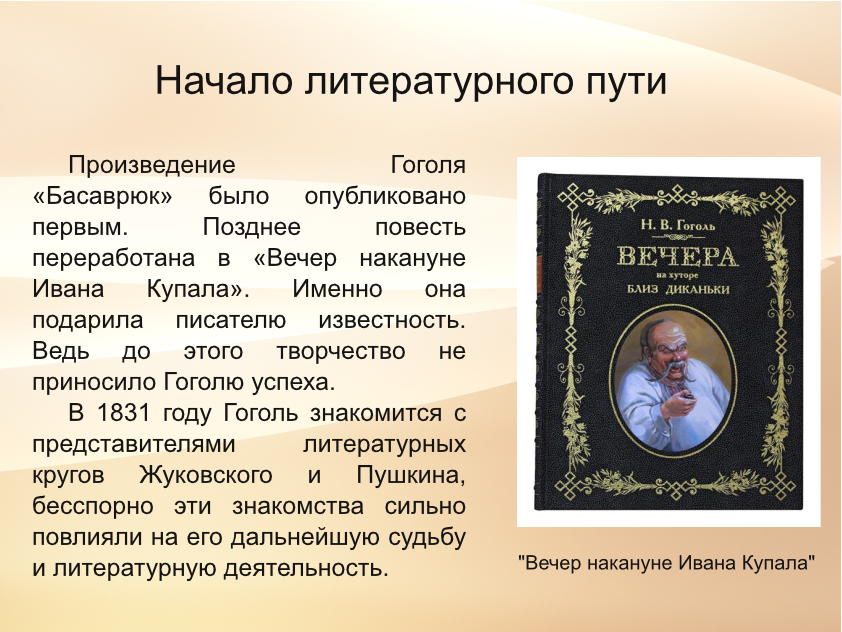 Начало литературного пути
Произведение Гоголя
«Басаврюк» было опубликовано
первым. Позднее повесть
переработана в «Вечер накануне
Ивана Купала». Именно она
подарила писателю известность.
Ведь до этого творчество не
приносило Гоголю успеха.
В 1831 году Гоголь знакомится с
представителями литературных
кругов Жуковского и Пушкина,
бесспорно эти знакомства сильно
повлияли на его дальнейшую судьбу
и литературную деятельность.
Н. В. Гоголь
ВЕЧЕРА
на хуторе
БЛИЗ ДИКАНЬКИ
"Вечер накануне Ивана Купала"